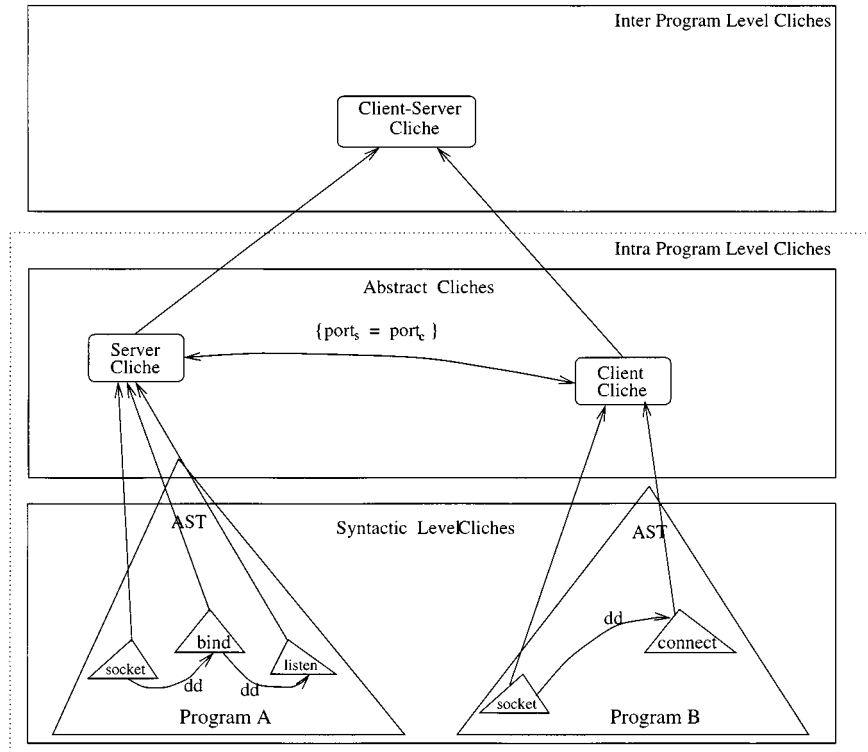 Inter Program Level Cliches
Client-Server
Cliche
Intra Program Level Cliches
Abstract Cliches
{port_s = port_c }
Server
Cliche
Client
Cliche
AST
Syntactic LevelCliches
AST
socket
bind
listen
dd
dd
dd
connect
socket
Program A
Program B